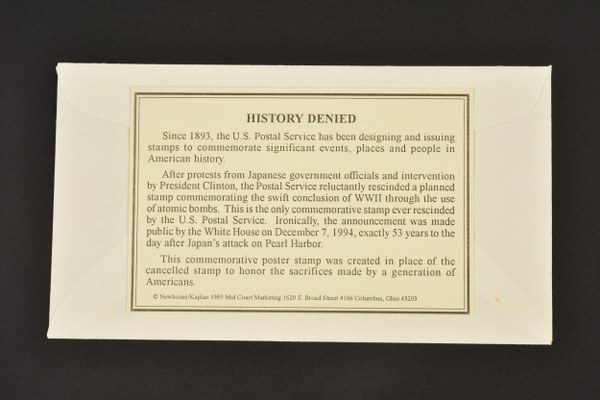 HISTORY DENIED
Since 1893, the U.S. Postal Service has been designing and issuing
stamps to commemorate significant events, places and people in
American history.
After protests from Japanese government officials and intervention
by President Clinton, the Postal Service reluctantly rescinded a planned
stamp commemorating the swift conclusion of WWII through the use
of atomic bombs. This is the only commemorative stamp ever rescinded
by the U.S. Postal Service. Ironically, the announcement was made
public by the White House on December 7, 1994, exactly 53 years to the
day after Japan's attack on Pearl Harbor.
This commemorative poster stamp was created in place of the
cancelled stamp to honor the sacrifices made by a generation of
Americans.
© Newhouse/Kaplan 1995 Mid Coast Marketing 1620 E. Broad Street #106 Columbus, Ohio 43203